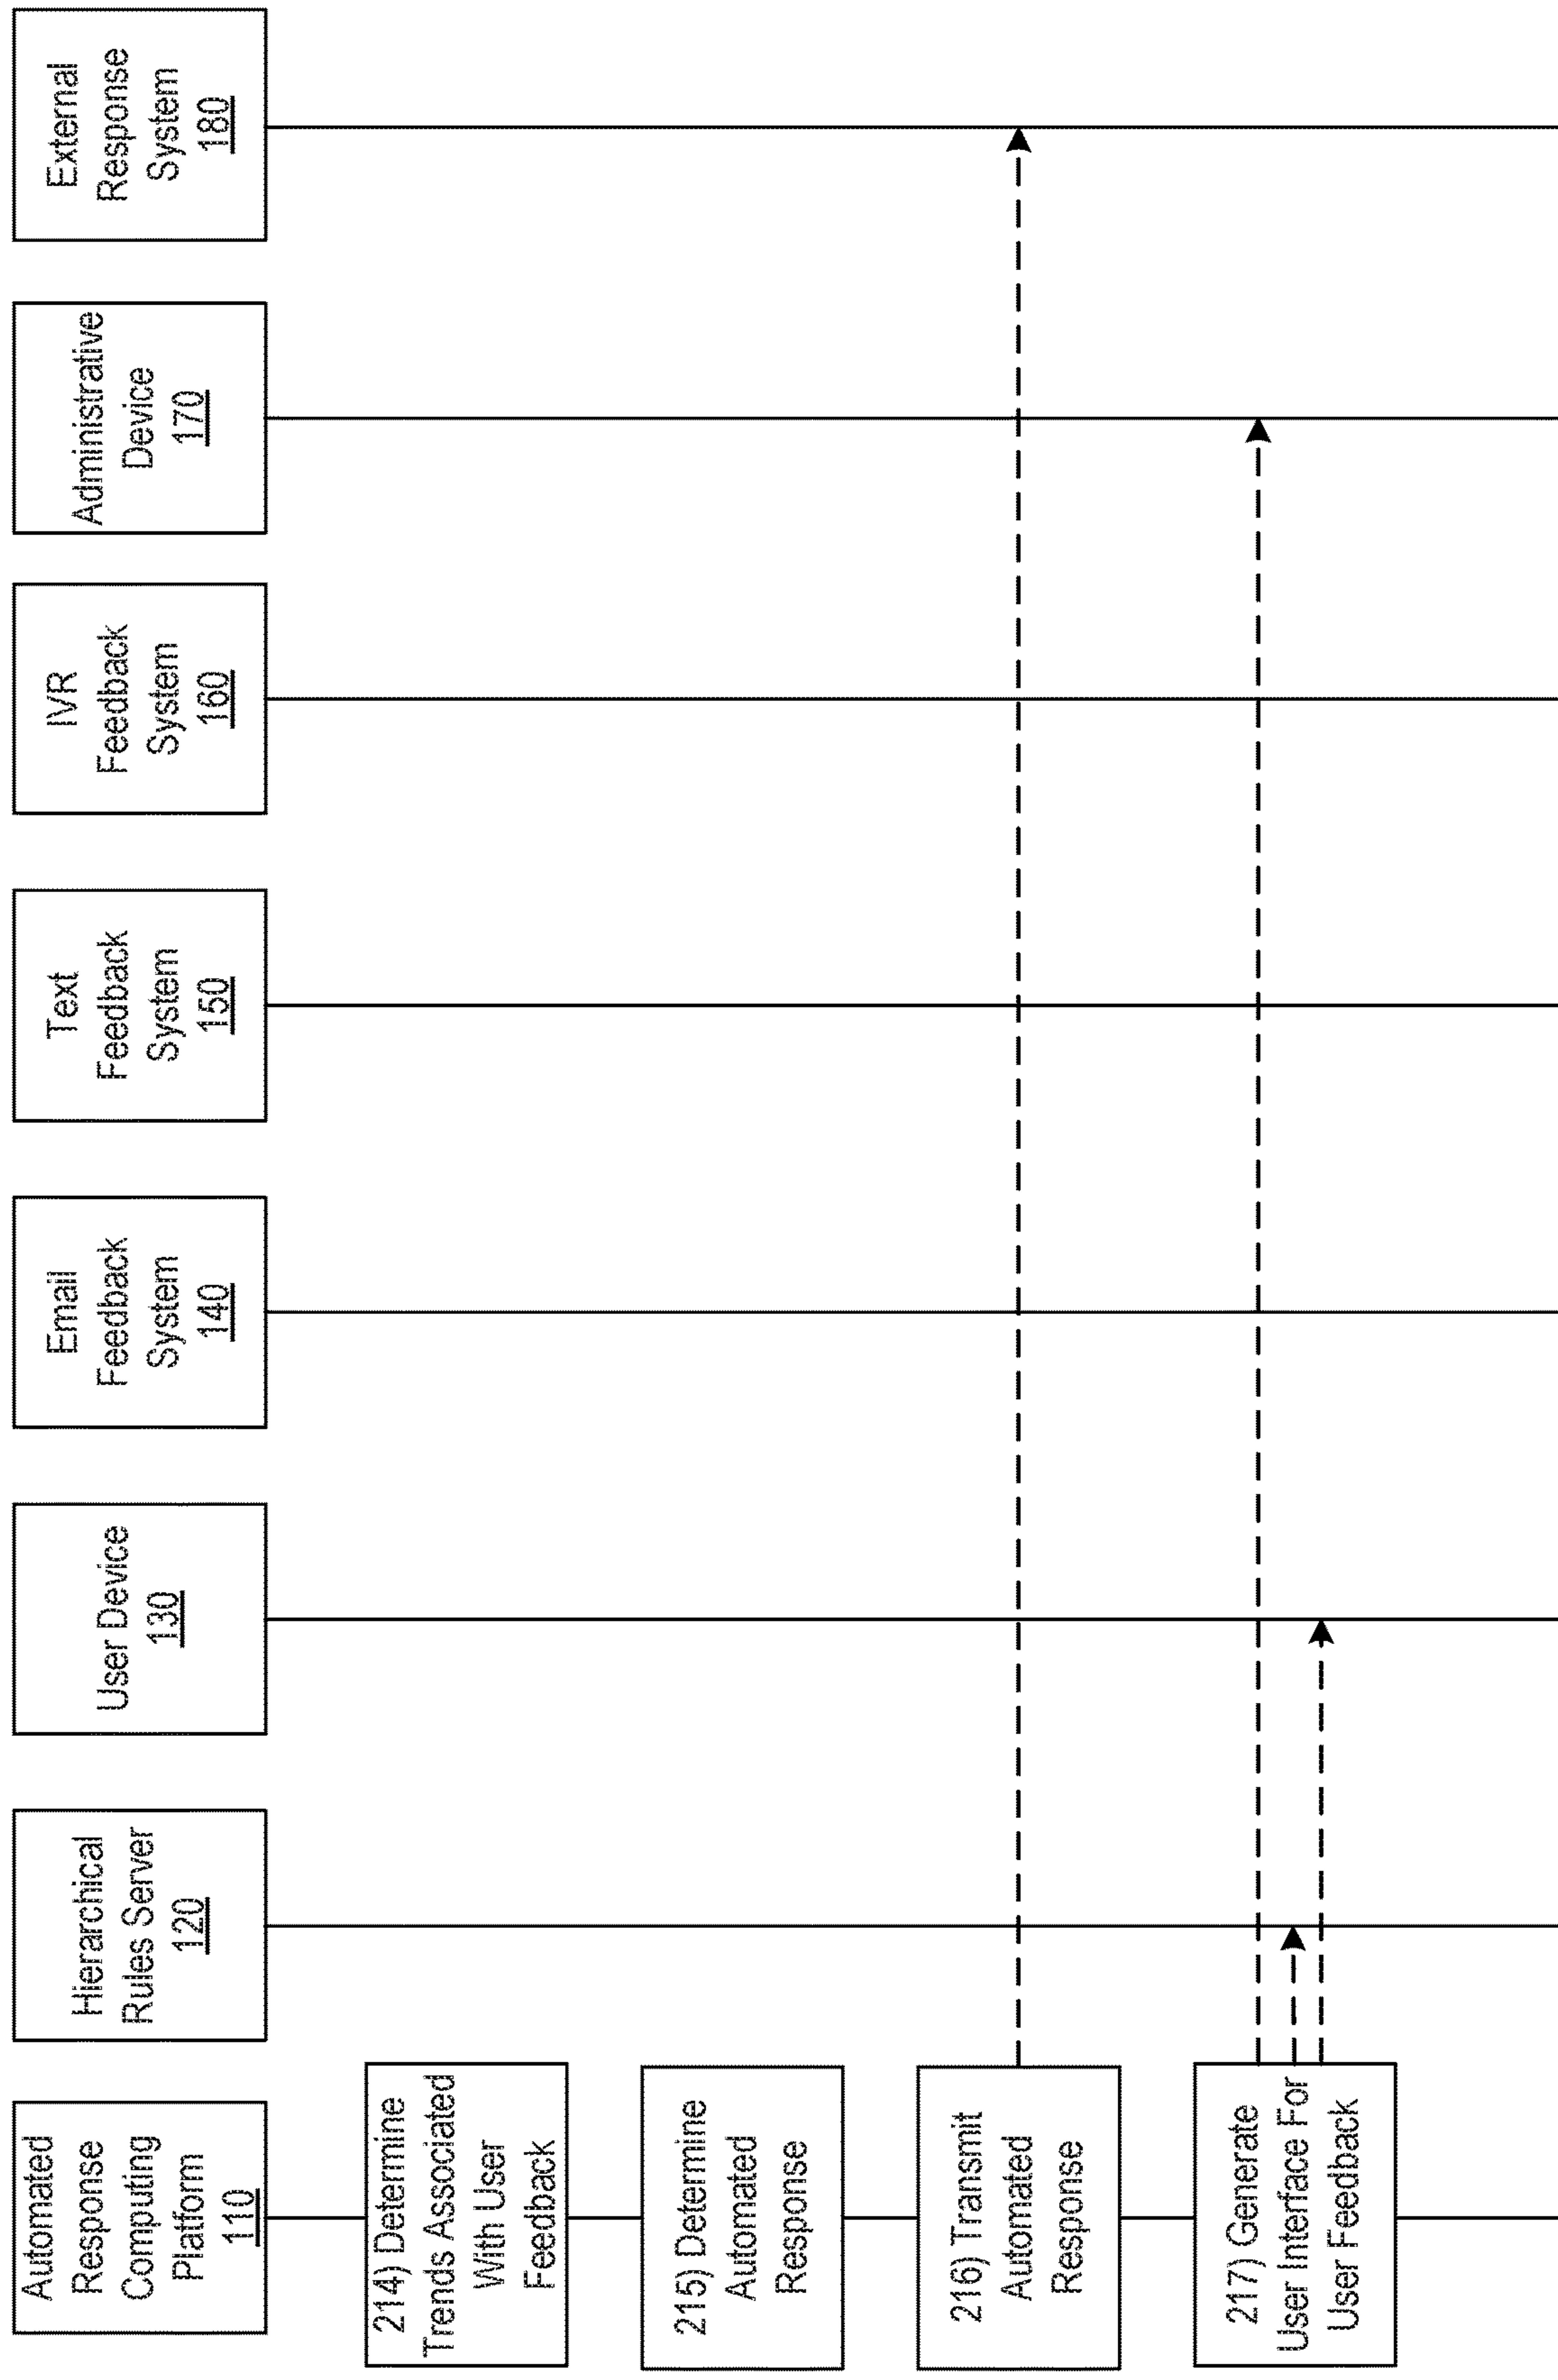 Automated
Response
Computing
Platform
110
Hierarchical
Rules Server
120
User Device
130
Email
Feedback
System
140
Text
Feedback
System
150
IVR
Feedback
System
160
Administrative
Device
170
External
Response
System
180
214) Determine
Trends Associated
With User
Feedback
215) Determine
Automated
Response
216) Transmit
Automated
Response
217) Generate
User Interface For
User Feedback